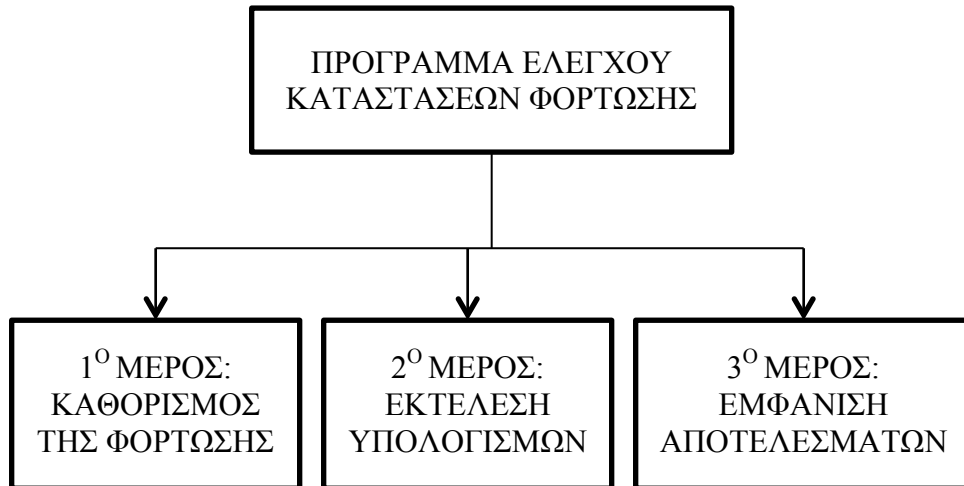 ΠΡΟΓΡΑΜΜΑ ΕΛΕΓΧΟΥ
ΚΑΤΑΣΤΑΣΕΩΝ ΦΟΡΤΩΣΗΣ
1Ο ΜΕΡΟΣ:
ΚΑΘΟΡΙΣΜΟΣ
ΤΗΣ ΦΟΡΤΩΣΗΣ
2Ο ΜΕΡΟΣ:
ΕΚΤΕΛΕΣΗ
ΥΠΟΛΟΓΙΣΜΩΝ
3Ο ΜΕΡΟΣ:
ΕΜΦΑΝΙΣΗ
ΑΠΟΤΕΛΕΣΜΑΤΩΝ